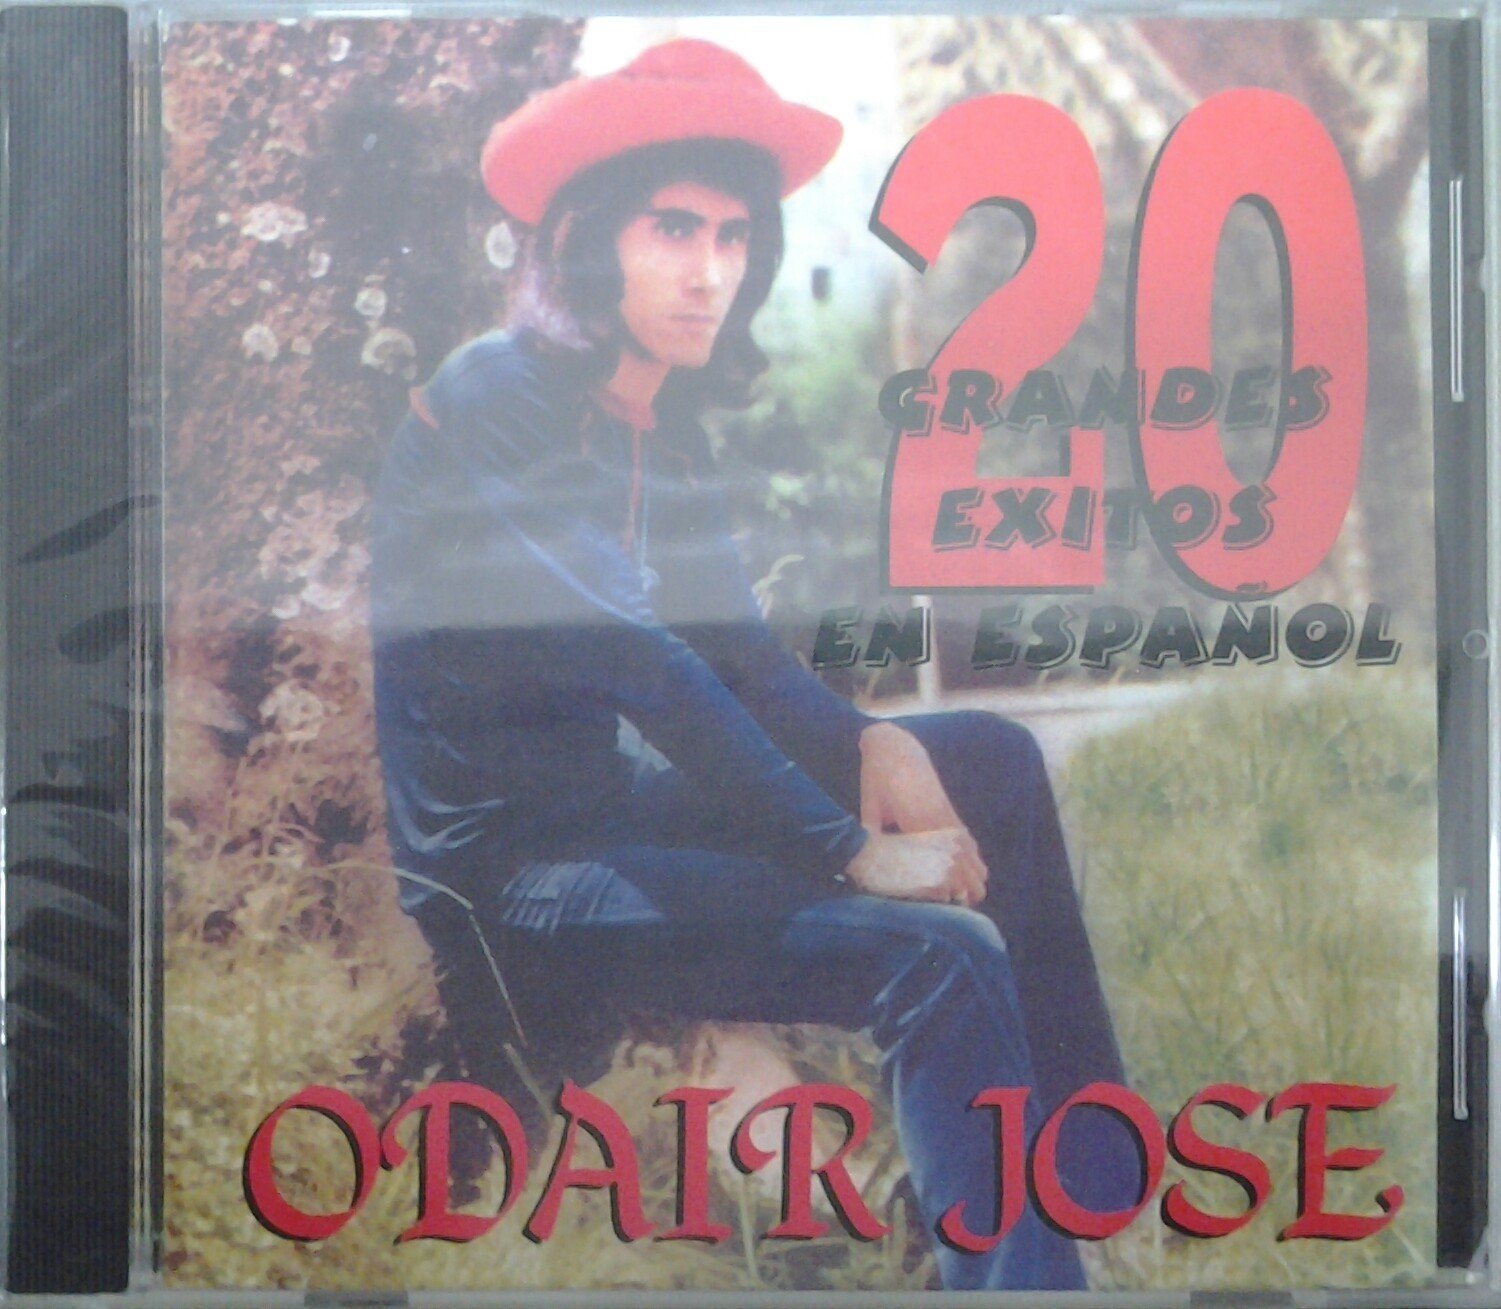 20
GRANDES
EXITOS
EN ESPAÑOL
ODAIR JOSE